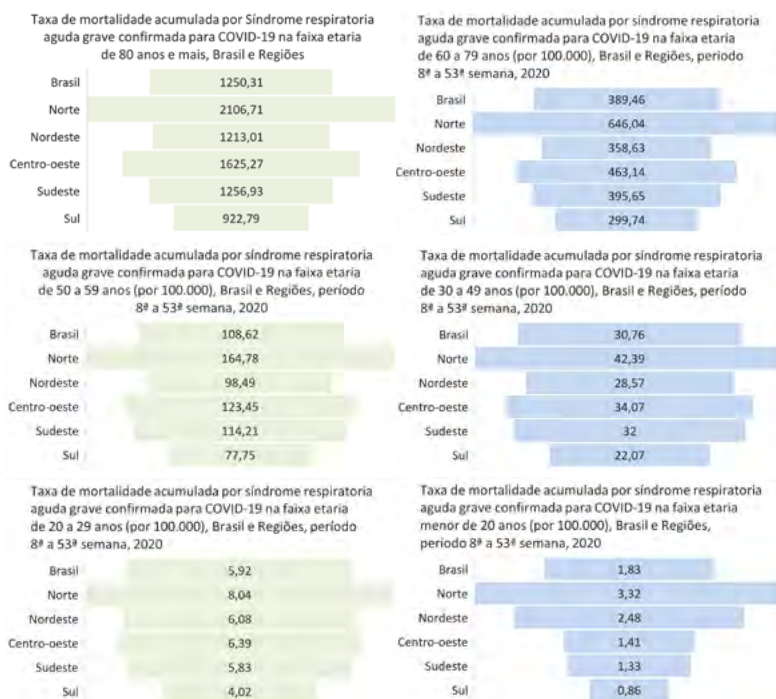 Taxa de mortalidade acumulada por Síndrome respiratoria
aguda grave confirmada para COVID-19 na faixa etaria
de 80 anos e mais, Brasil e Regiões
Brasil 1250,31
Norte 2106,71
Nordeste 1213,01
Centro-oeste 1625,27
Sudeste 1256,93
Sul 922,79
Taxa de mortalidade acumulada por síndrome respiratoria
aguda grave confirmada para COVID-19 na faixa etaria
de 60 a 79 anos (por 100.000), Brasil e Regiões, periodo
8ª a 53ª semana, 2020
Brasil 389,46
Norte 646,04
Nordeste 358,63
Centro-oeste 463,14
Sudeste 395,65
Sul 299,74
Taxa de mortalidade acumulada por síndrome respiratoria
aguda grave confirmada para COVID-19 na faixa etaria
de 50 a 59 anos (por 100.000), Brasil e Regiões, período
8ª a 53ª semana, 2020
Brasil 108,62
Norte 164,78
Nordeste 98,49
Centro-oeste 123,45
Sudeste 114,21
Sul 77,75
Taxa de mortalidade acumulada por síndrome respiratoria
aguda grave confirmada para COVID-19 na faixa etaria
de 30 a 49 anos (por 100.000), Brasil e Regiões, período
8ª a 53ª semana, 2020
Brasil 30,76
Norte 42,39
Nordeste 28,57
Centro-oeste 34,07
Sudeste 32
Sul 22,07
Taxa de mortalidade acumulada por síndrome respiratoria
aguda grave confirmada para COVID-19 na faixa etaria
de 20 a 29 anos (por 100.000), Brasil e Regiões, período
8ª a 53ª semana, 2020
Brasil 5,92
Norte 8,04
Nordeste 6,08
Centro-oeste 6,39
Sudeste 5,83
Sul 4,02
Taxa de mortalidade acumulada por síndrome respiratoria
aguda grave confirmada para COVID-19 na faixa etaria
menor de 20 anos (por 100.000), Brasil e Regiões,
período 8ª a 53ª semana, 2020
Brasil 1,83
Norte 3,32
Nordeste 2,48
Centro-oeste 1,41
Sudeste 1,33
Sul 0,86